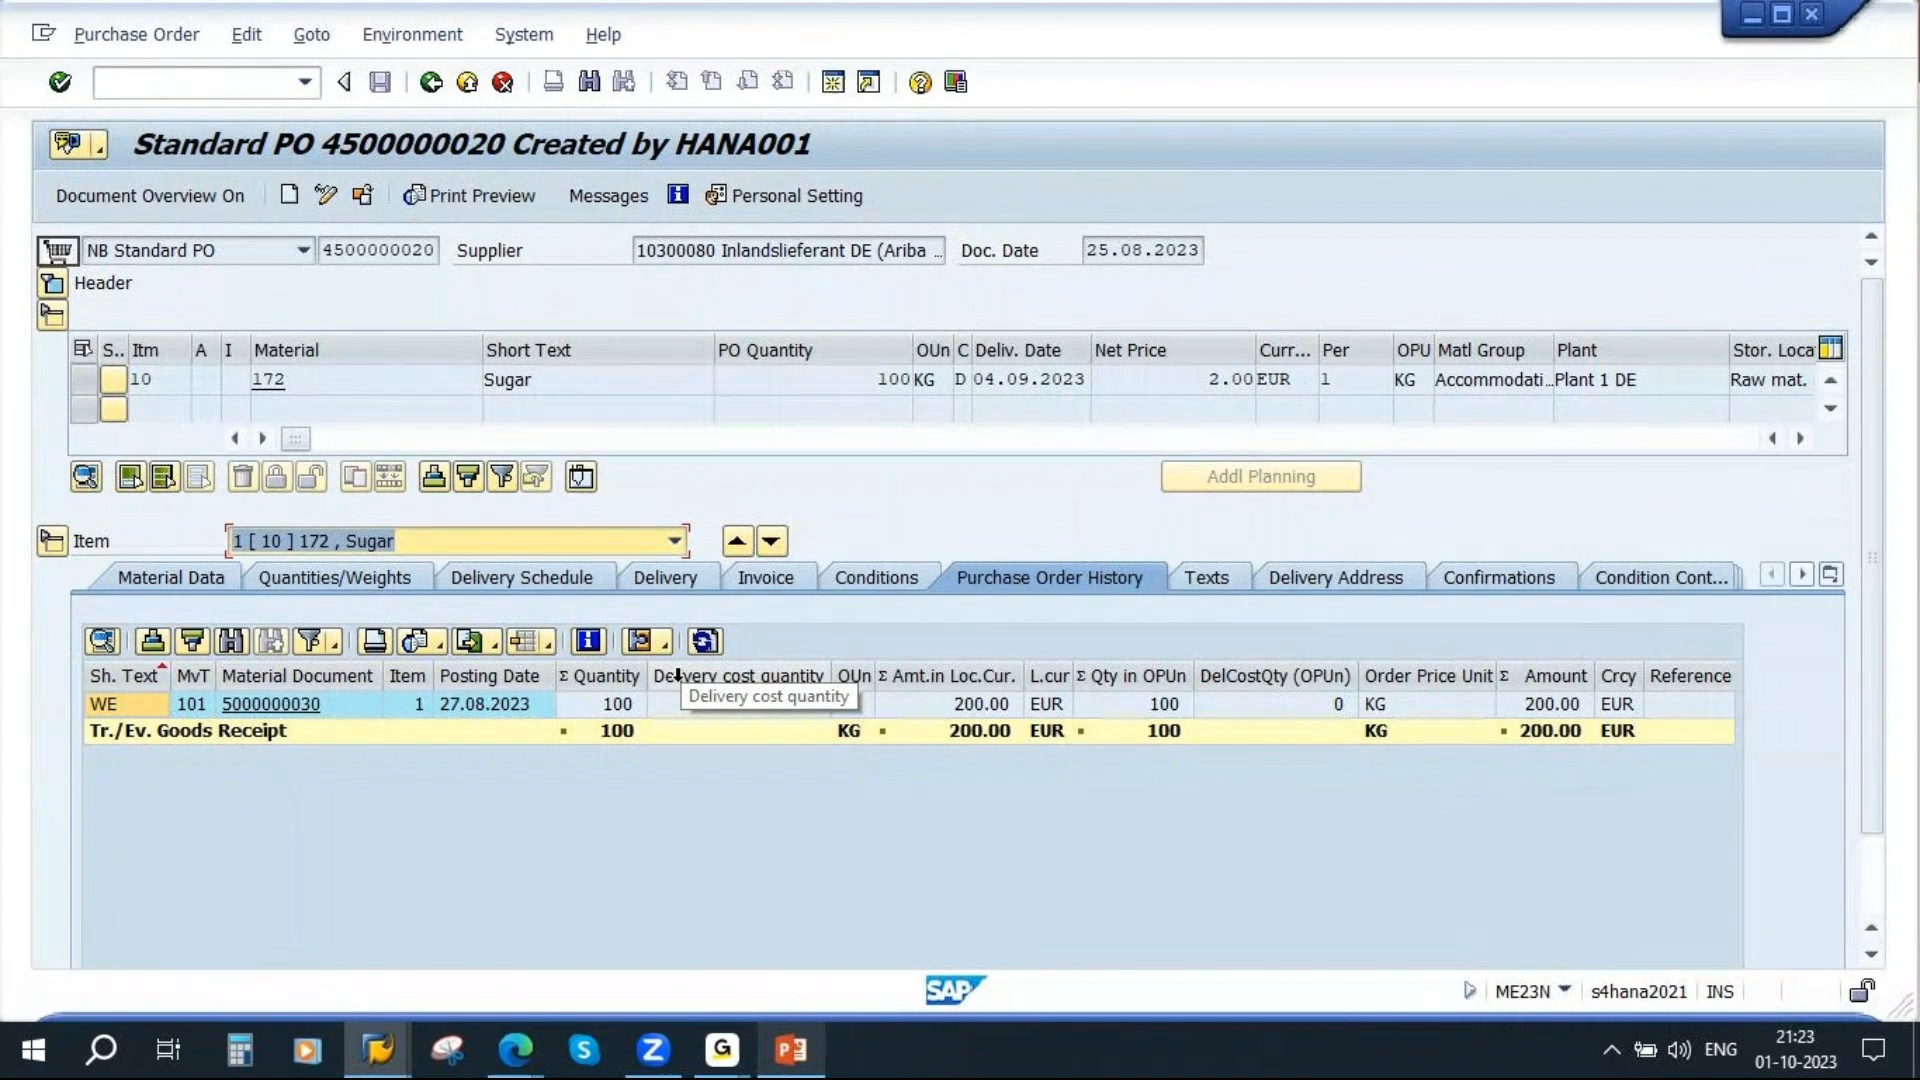 Purchase Order Edit Goto Environment System Help
Standard PO 4500000020 Created by HANA001
Document Overview On Print Preview Messages Personal Setting
NB Standard PO 4500000020 Supplier 10300080 Inlandslieferant DE (Ariba ... Doc. Date 25.08.2023
Header
S.. Itm A I Material Short Text PO Quantity OUn C Deliv. Date Net Price Curr... Per OPU Matl Group Plant Stor. Loca
10 172 Sugar 100 KG D 04.09.2023 2.00 EUR 1 KG Accommodati... Plant 1 DE Raw mat.
Addl Planning
Item 1 [ 10 ] 172 , Sugar
Material Data Quantities/Weights Delivery Schedule Delivery Invoice Conditions Purchase Order History Texts Delivery Address Confirmations Condition Cont...
Sh. Text MvT Material Document Item Posting Date Σ Quantity Delivery cost quantity OUn Σ Amt.in Loc.Cur. L.cur Σ Qty in OPUn DelCostQty (OPUn) Order Price Unit Σ Amount Crcy Reference
Delivery cost quantity
WE 101 5000000030 1 27.08.2023 100 200.00 EUR 100 0 KG 200.00 EUR
Tr./Ev. Goods Receipt 100 KG 200.00 EUR 100 KG 200.00 EUR
SAP ME23N s4hana2021 INS
S Z G P ENG 21:23
01-10-2023